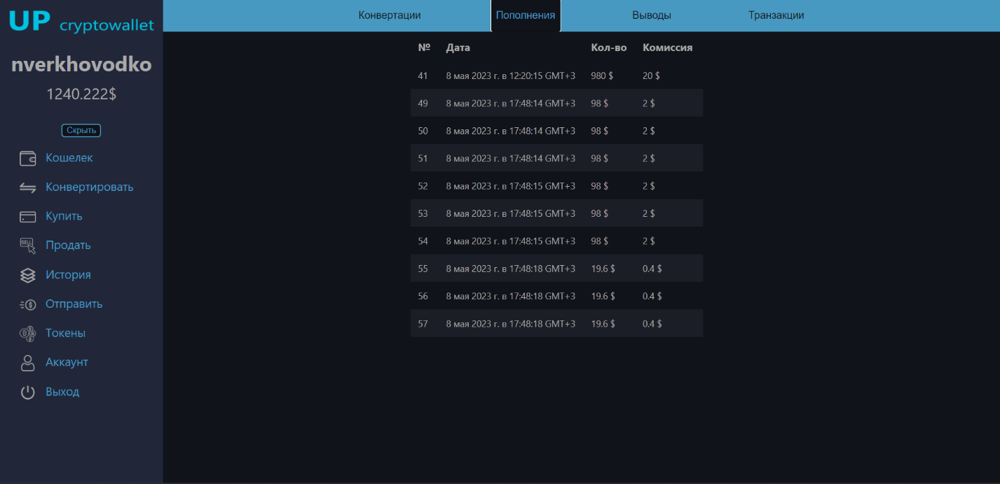 UP cryptowallet
nverkhovodko
1240.222$
Скрыть
Кошелек
Конвертировать
Купить
SELL Продать
История
Отправить
Токены
Аккаунт
Выход
Конвертации Пополнения Выводы Транзакции
№ Дата Кол-во Комиссия
41 8 мая 2023 г. в 12:20:15 GMT+3 980 $ 20 $
49 8 мая 2023 г. в 17:48:14 GMT+3 98 $ 2 $
50 8 мая 2023 г. в 17:48:14 GMT+3 98 $ 2 $
51 8 мая 2023 г. в 17:48:14 GMT+3 98 $ 2 $
52 8 мая 2023 г. в 17:48:15 GMT+3 98 $ 2 $
53 8 мая 2023 г. в 17:48:15 GMT+3 98 $ 2 $
54 8 мая 2023 г. в 17:48:15 GMT+3 98 $ 2 $
55 8 мая 2023 г. в 17:48:18 GMT+3 19.6 $ 0.4 $
56 8 мая 2023 г. в 17:48:18 GMT+3 19.6 $ 0.4 $
57 8 мая 2023 г. в 17:48:18 GMT+3 19.6 $ 0.4 $